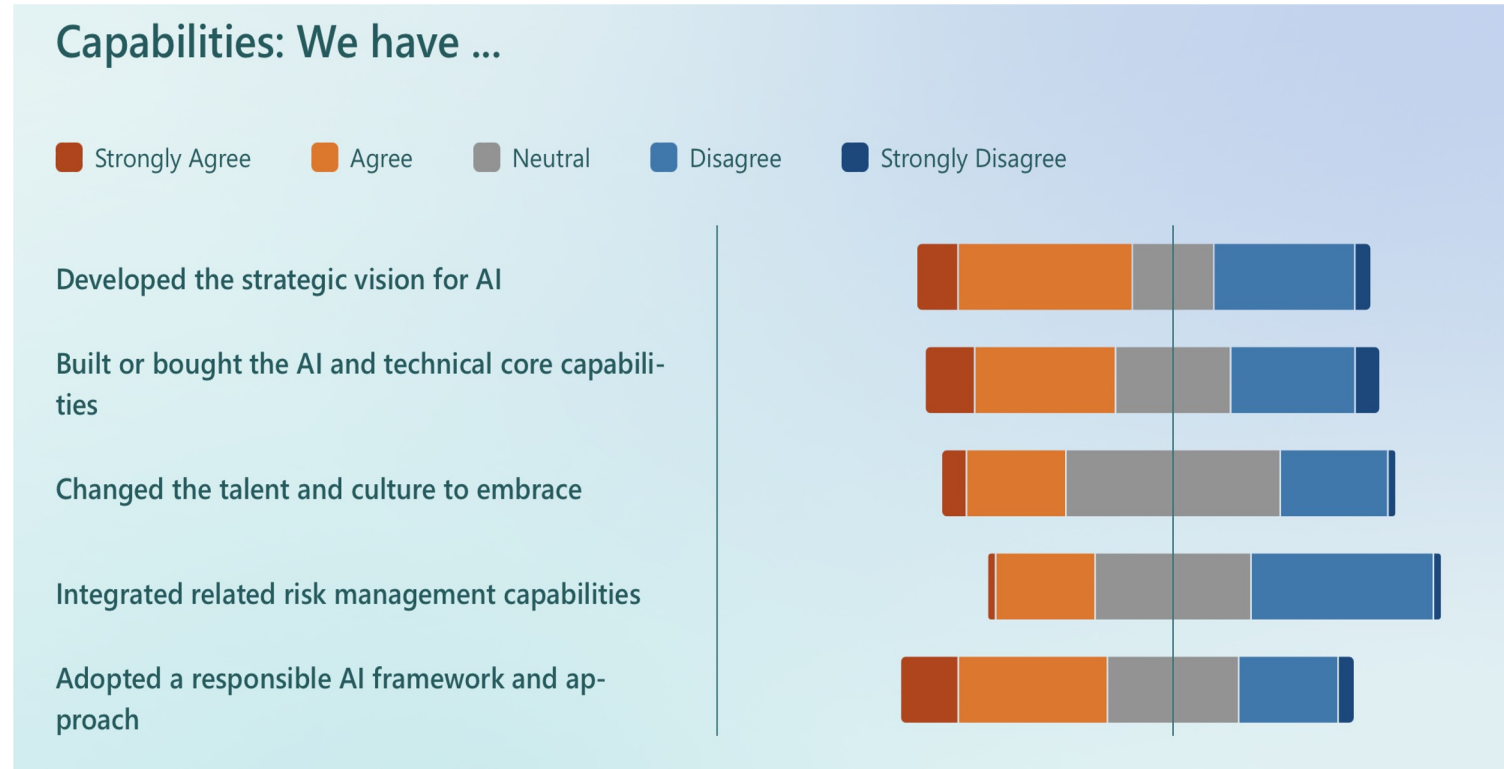 Capabilities: We have ...
Strongly Agree
Agree
Neutral
Disagree
Strongly Disagree
Developed the strategic vision for AI
Built or bought the AI and technical core capabili-
ties
Changed the talent and culture to embrace
Integrated related risk management capabilities
Adopted a responsible AI framework and ap-
proach